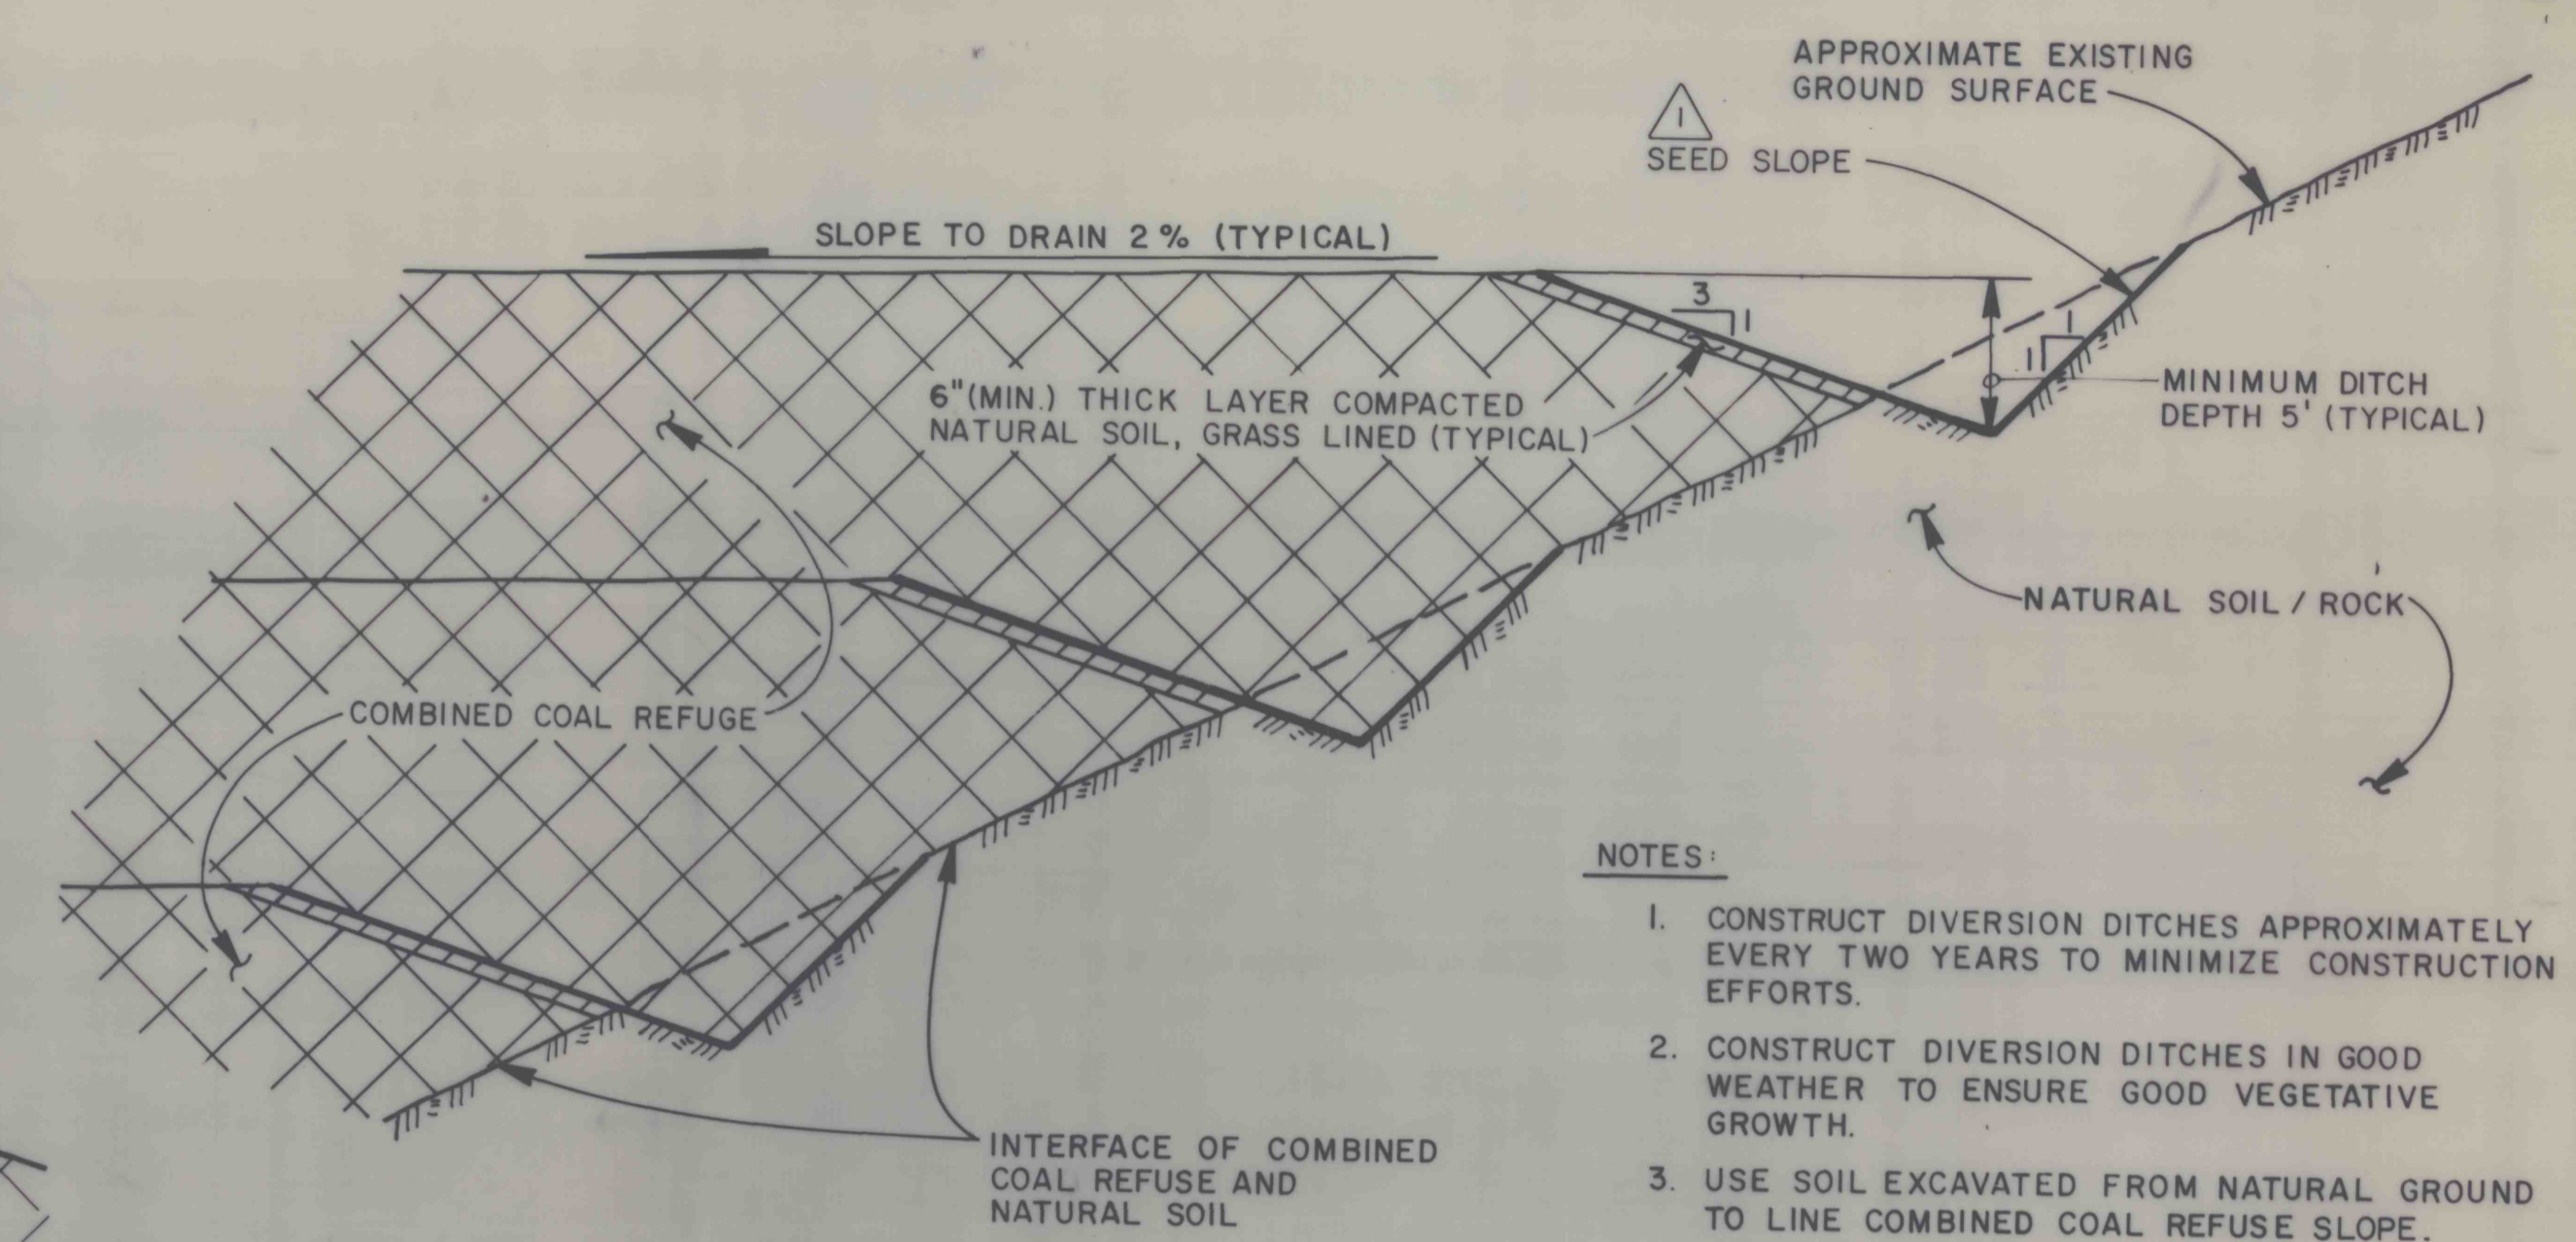 APPROXIMATE EXISTING
GROUND SURFACE
1
SEED SLOPE
SLOPE TO DRAIN 2% (TYPICAL)
3
1
1
1
6"(MIN.) THICK LAYER COMPACTED
NATURAL SOIL, GRASS LINED (TYPICAL)
MINIMUM DITCH
DEPTH 5' (TYPICAL)
NATURAL SOIL / ROCK
COMBINED COAL REFUGE
INTERFACE OF COMBINED
COAL REFUSE AND
NATURAL SOIL
NOTES:
1. CONSTRUCT DIVERSION DITCHES APPROXIMATELY
EVERY TWO YEARS TO MINIMIZE CONSTRUCTION
EFFORTS.
2. CONSTRUCT DIVERSION DITCHES IN GOOD
WEATHER TO ENSURE GOOD VEGETATIVE
GROWTH.
3. USE SOIL EXCAVATED FROM NATURAL GROUND
TO LINE COMBINED COAL REFUSE SLOPE.